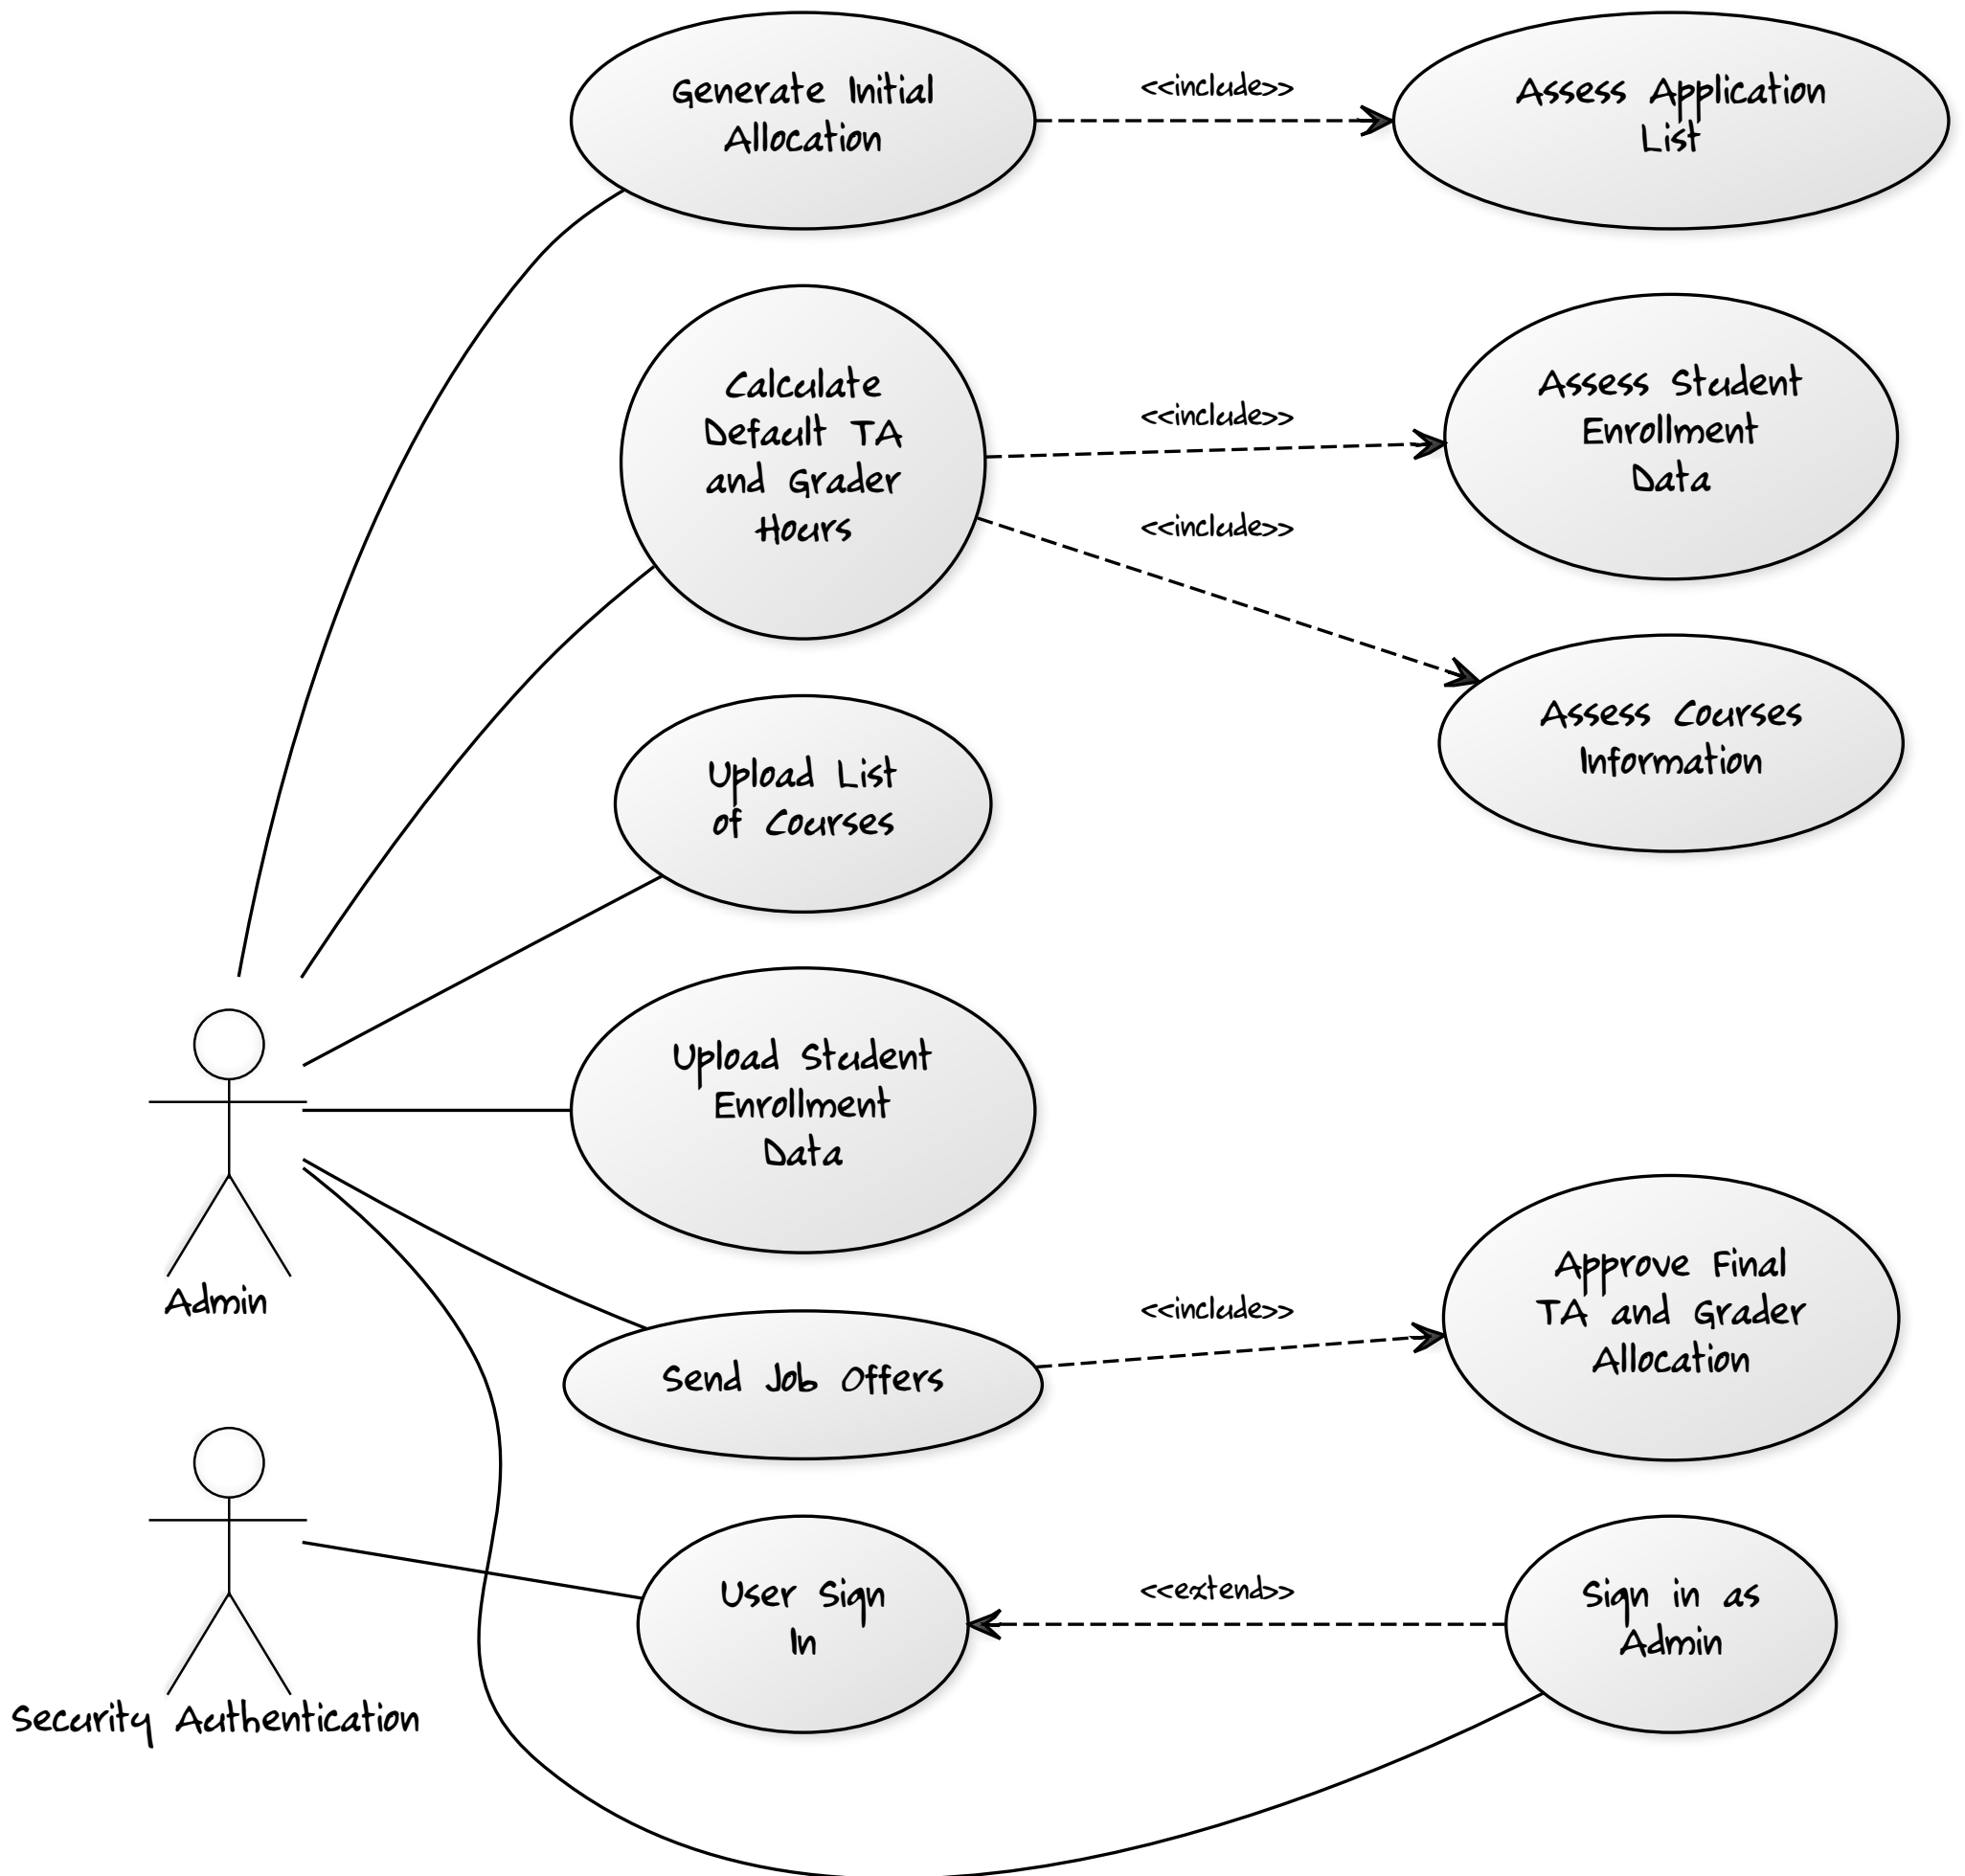 Generate Initial
Allocation
<<include>>
Assess Application
List
Calculate
Default TA
and Grader
Hours
<<include>>
Assess Student
Enrollment
Data
<<include>>
Assess Courses
Information
Upload List
of Courses
Upload Student
Enrollment
Data
Admin
Send Job Offers
<<include>>
Approve Final
TA and Grader
Allocation
Security Authentication
User Sign
In
<<extend>>
Sign in as
Admin